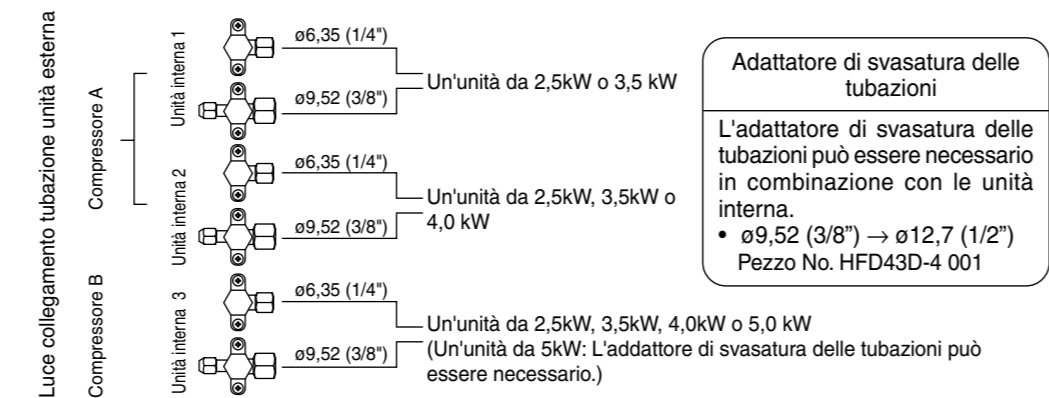 Luce collegamento tubazione unità esterna
Compressore A
Unità interna 1
ø6,35 (1/4")
ø9,52 (3/8")
Un'unità da 2,5kW o 3,5 kW
Unità interna 2
ø6,35 (1/4")
ø9,52 (3/8")
Un'unità da 2,5kW, 3,5kW o
4,0 kW
Compressore B
Unità interna 3
ø6,35 (1/4")
ø9,52 (3/8")
Un'unità da 2,5kW, 3,5kW, 4,0kW o 5,0 kW
(Un'unità da 5kW: L'addattore di svasatura delle tubazioni può
essere necessario.)
Adattatore di svasatura delle
tubazioni
L'adattatore di svasatura delle
tubazioni può essere necessario
in combinazione con le unità
interna.
• ø9,52 (3/8") → ø12,7 (1/2")
Pezzo No. HFD43D-4 001